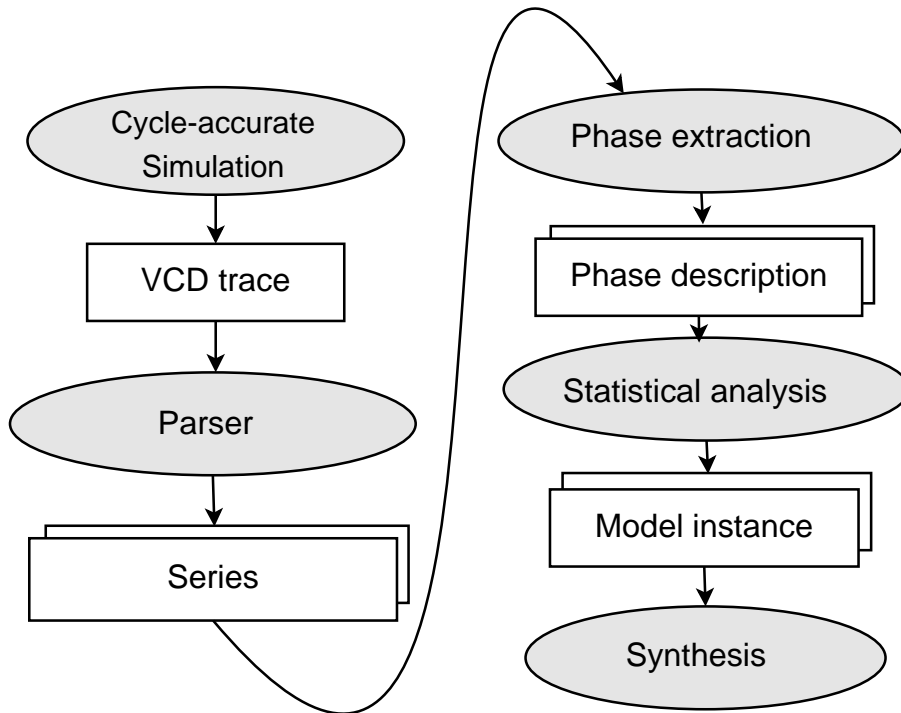 Cycle-accurate
Simulation
VCD trace
Parser
Series
Phase extraction
Phase description
Statistical analysis
Model instance
Synthesis